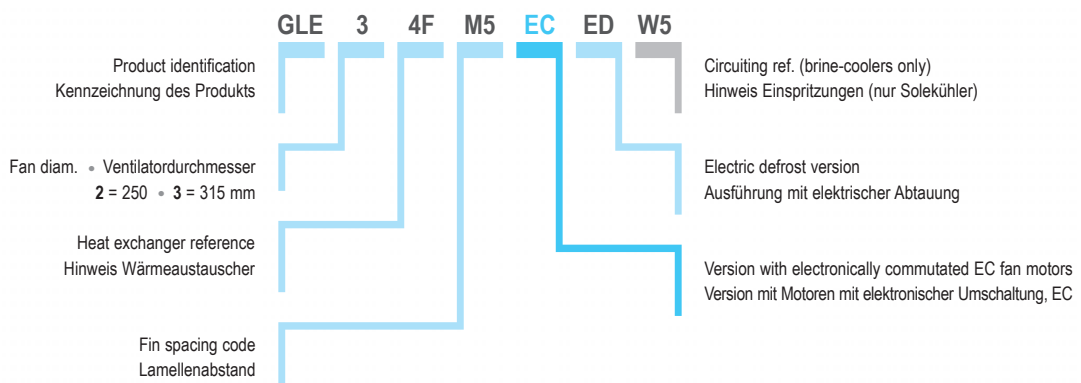 GLE 3 4F M5 EC ED W5
Product identification
Kennzeichnung des Produkts
Circuiting ref. (brine-coolers only)
Hinweis Einspritzungen (nur Solekühler)
Fan diam. • Ventilatordurchmesser
2 = 250 • 3 = 315 mm
Electric defrost version
Ausführung mit elektrischer Abtauung
Heat exchanger reference
Hinweis Wärmeaustauscher
Version with electronically commutated EC fan motors
Version mit Motoren mit elektronischer Umschaltung, EC
Fin spacing code
Lamellenabstand